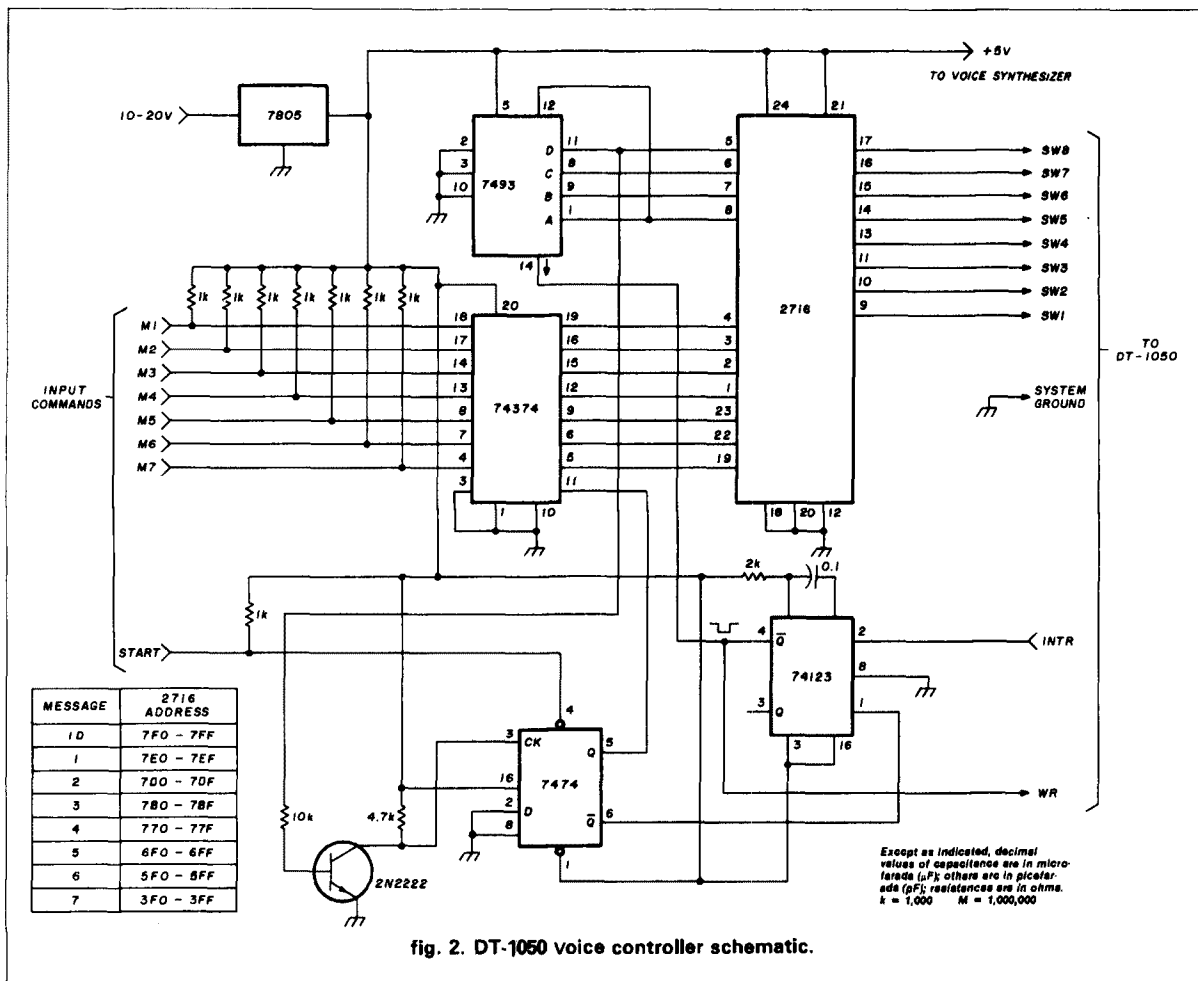 +5V
TO VOICE SYNTHESIZER
10-20V
7805
5
12
24
21
2
3
10
7493
D
C
B
A
11
8
9
1
14
5
6
7
8
2716
17
16
15
14
13
11
10
9
SW8
SW7
SW6
SW5
SW4
SW3
SW2
SW1
1k
1k
1k
1k
1k
1k
1k
INPUT
COMMANDS
M1
M2
M3
M4
M5
M6
M7
20
18
17
14
13
8
7
4
3
74374
19
16
15
12
9
6
5
11
1
10
4
3
2
1
23
22
19
18
20
12
TO
DT-1050
SYSTEM
GROUND
1k
START
2k
0.1
4
Q
3
Q
74123
2
8
1
3
16
INTR
WR
10k
4.7k
2N2222
4
3
CK
16
2
D
8
7474
5
Q
Q
6
1
MESSAGE
2716
ADDRESS
ID
7F0 - 7FF
1
7E0 - 7EF
2
7D0 - 7DF
3
7B0 - 7BF
4
770 - 77F
5
6F0 - 6FF
6
5F0 - 5FF
7
3F0 - 3FF
Except as indicated, decimal
values of capacitance are in micro-
farads (μF); others are in picofar-
ads (pF); resistances are in ohms.
k = 1,000 M = 1,000,000
fig. 2. DT-1050 Voice controller schematic.